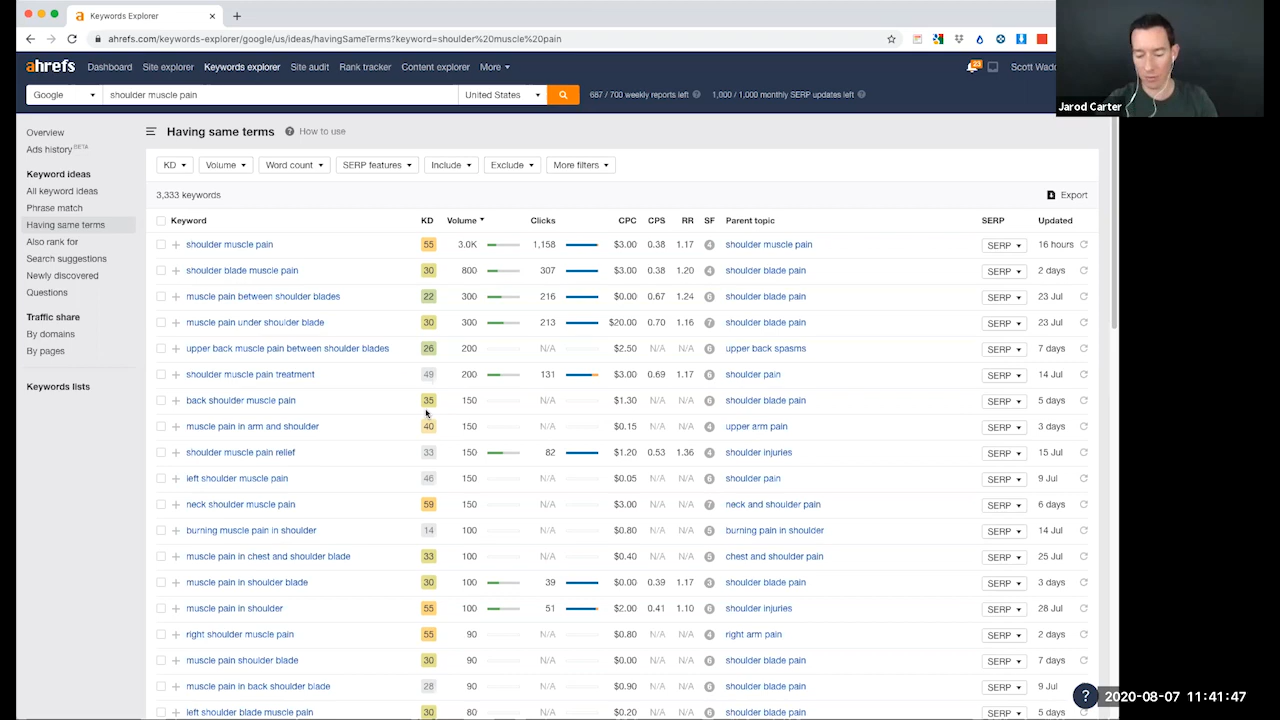 Keywords Explorer
ahrefs.com/keywords-explorer/google/us/ideas/havingSameTerms?keyword=shoulder%20muscle%20pain
ahrefs Dashboard Site explorer Keywords explorer Site audit Rank tracker Content explorer More 23 Scott Wado
Jarod Carter
Google shoulder muscle pain United States 687 / 700 weekly reports left 1,000 / 1,000 monthly SERP updates left
Overview
Ads history BETA
Keyword ideas
All keyword ideas
Phrase match
Having same terms
Also rank for
Search suggestions
Newly discovered
Questions
Traffic share
By domains
By pages
Keywords lists
Having same terms How to use
KD Volume Word count SERP features Include Exclude More filters
3,333 keywords Export
Keyword KD Volume Clicks CPC CPS RR SF Parent topic SERP Updated
shoulder muscle pain 55 3.0K 1,158 $3.00 0.38 1.17 4 shoulder muscle pain SERP 16 hours
shoulder blade muscle pain 30 800 307 $3.00 0.38 1.20 4 shoulder blade pain SERP 2 days
muscle pain between shoulder blades 22 300 216 $0.00 0.67 1.24 6 shoulder blade pain SERP 23 Jul
muscle pain under shoulder blade 30 300 213 $20.00 0.70 1.16 7 shoulder blade pain SERP 23 Jul
upper back muscle pain between shoulder blades 26 200 N/A $2.50 N/A N/A 6 upper back spasms SERP 7 days
shoulder muscle pain treatment 49 200 131 $3.00 0.69 1.17 6 shoulder pain SERP 14 Jul
back shoulder muscle pain 35 150 N/A $1.30 N/A N/A 6 shoulder blade pain SERP 5 days
muscle pain in arm and shoulder 40 150 N/A $0.15 N/A N/A 4 upper arm pain SERP 3 days
shoulder muscle pain relief 33 150 82 $1.20 0.53 1.36 4 shoulder injuries SERP 15 Jul
left shoulder muscle pain 46 150 N/A $0.05 N/A N/A 6 shoulder pain SERP 9 Jul
neck shoulder muscle pain 59 150 N/A $3.00 N/A N/A 7 neck and shoulder pain SERP 6 days
burning muscle pain in shoulder 14 100 N/A $0.80 N/A N/A 5 burning pain in shoulder SERP 14 Jul
muscle pain in chest and shoulder blade 33 100 N/A $0.40 N/A N/A 5 chest and shoulder pain SERP 25 Jul
muscle pain in shoulder blade 30 100 39 $0.00 0.39 1.17 3 shoulder blade pain SERP 3 days
muscle pain in shoulder 55 100 51 $2.00 0.41 1.10 6 shoulder injuries SERP 28 Jul
right shoulder muscle pain 55 90 N/A $0.80 N/A N/A 4 right arm pain SERP 2 days
muscle pain shoulder blade 30 90 N/A $0.00 N/A N/A 6 shoulder blade pain SERP 7 days
muscle pain in back shoulder blade 28 90 N/A $0.90 N/A N/A 6 shoulder blade pain SERP 9 Jul
left shoulder blade muscle pain 30 80 N/A $0.20 N/A N/A 6 shoulder blade pain SERP 5 days
? 2020-08-07 11:41:47